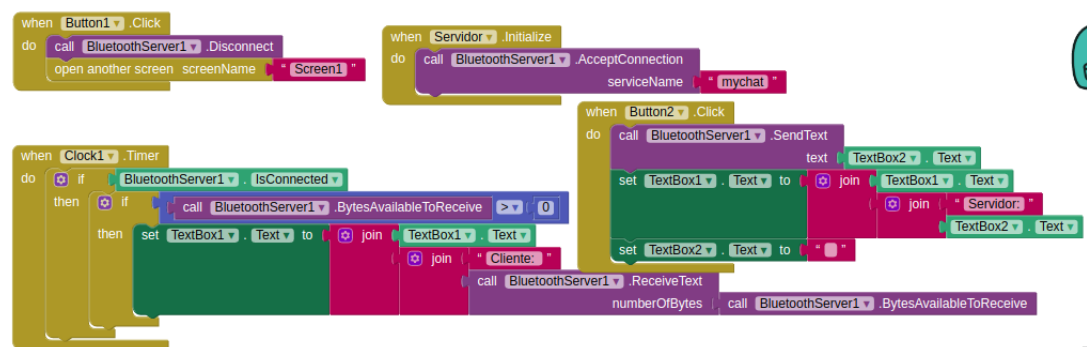 when Button1 .Click
do call BluetoothServer1 .Disconnect
open another screen screenName " Screen1 "
when Servidor .Initialize
do call BluetoothServer1 .AcceptConnection
serviceName " mychat "
when Button2 .Click
do call BluetoothServer1 .SendText
text TextBox2 . Text
set TextBox1 . Text to join TextBox1 . Text
join " Servidor: "
TextBox2 . Text
set TextBox2 . Text to " "
when Clock1 .Timer
do if BluetoothServer1 . IsConnected
then if call BluetoothServer1 .BytesAvailableToReceive > 0
then set TextBox1 . Text to join TextBox1 . Text
join " Cliente: "
call BluetoothServer1 .ReceiveText
numberOfBytes call BluetoothServer1 .BytesAvailableToReceive